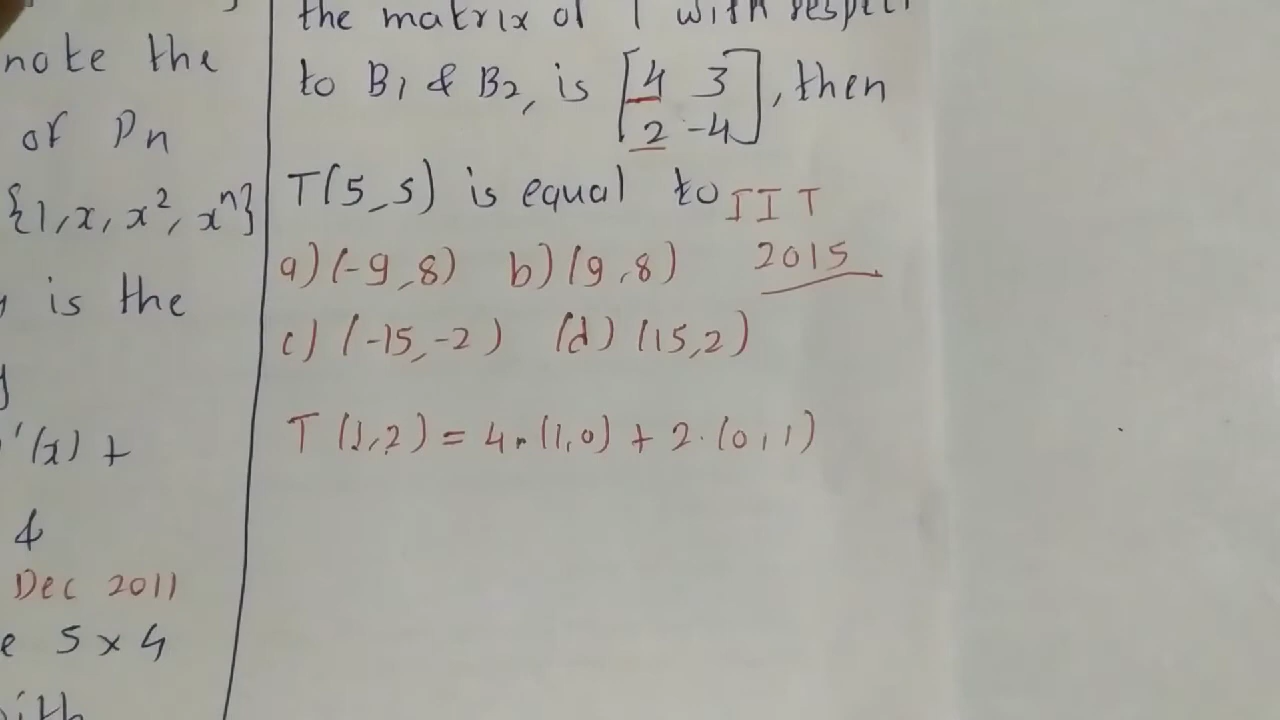 note the
of Pn
{1, x, x², xⁿ}
is the
'(x) +
&
Dec 2011
e 5 x 4
with
the matrix of T with respect
to B1 & B2, is [4 3
2 -4], then
T(5,5) is equal to IIT
a) (-9,8) b) (9,8) 2015
c) (-15,-2) (d) (15,2)
T (1,2) = 4.(1,0) + 2.(0,1)